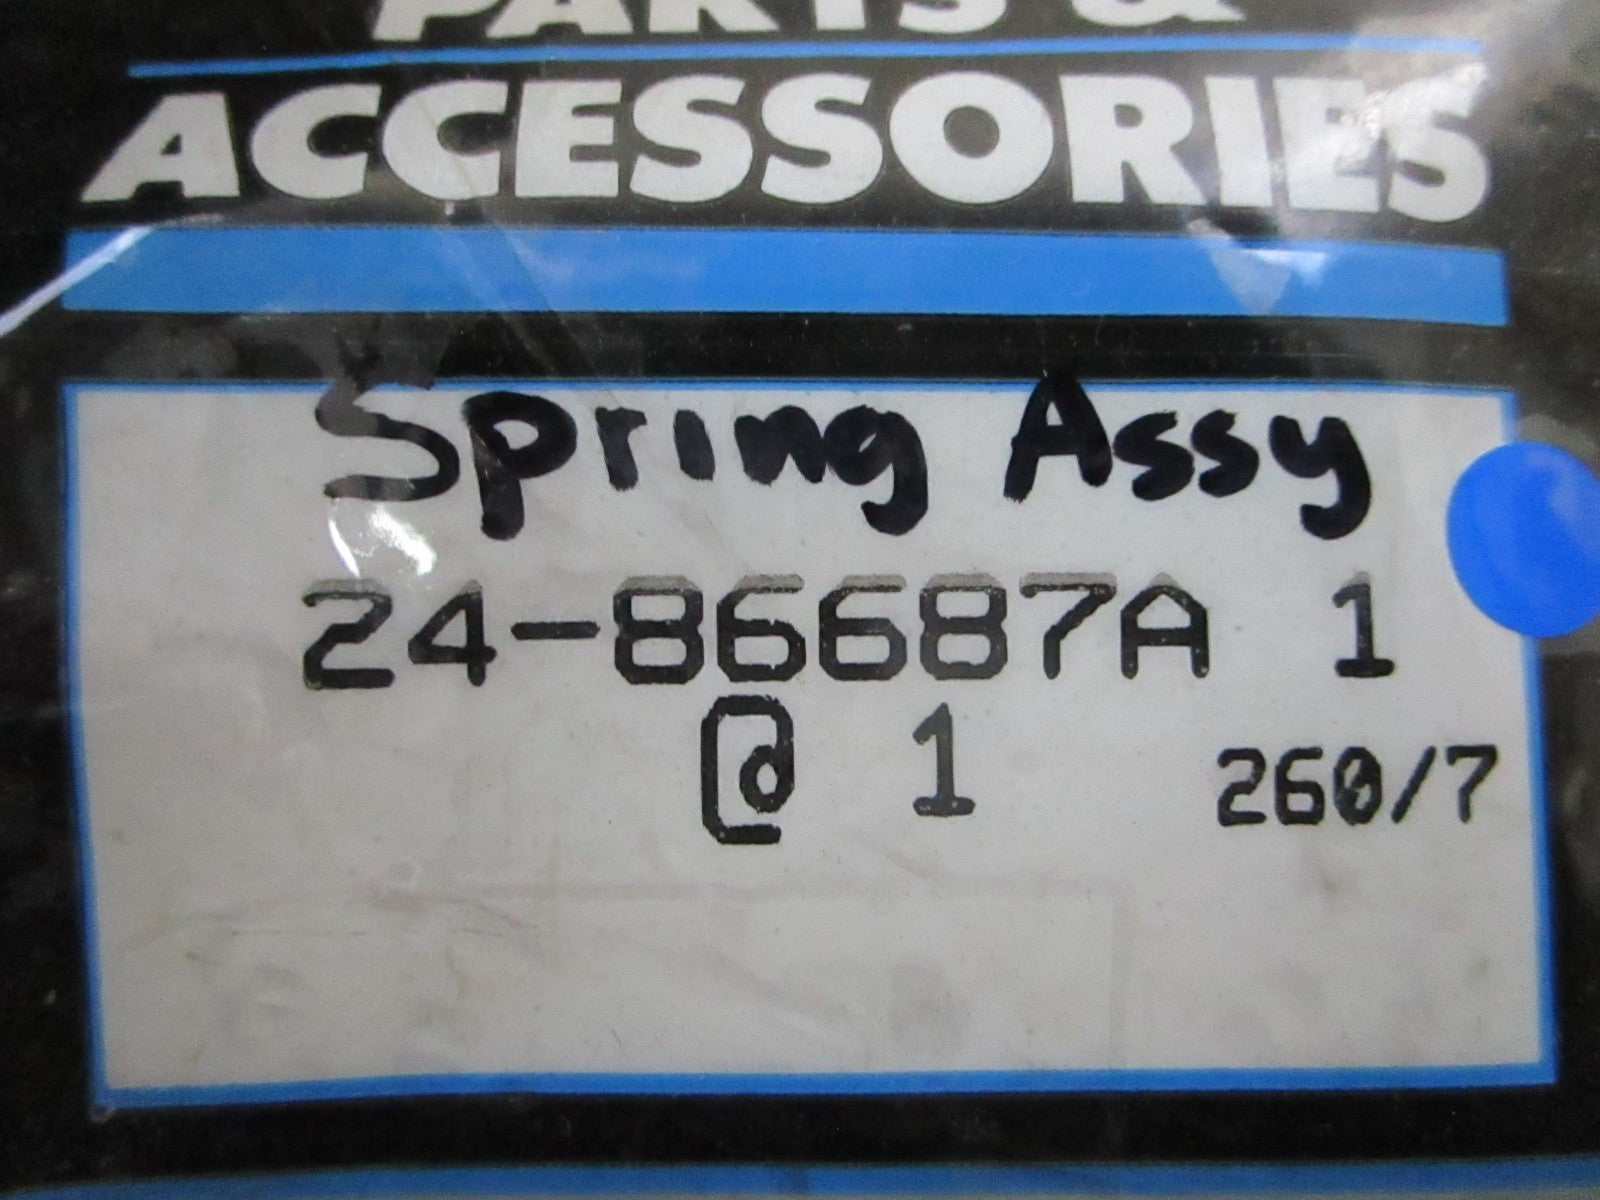 PARTS &
ACCESSORIES
Spring Assy
24-86687A 1
@ 1 260/7